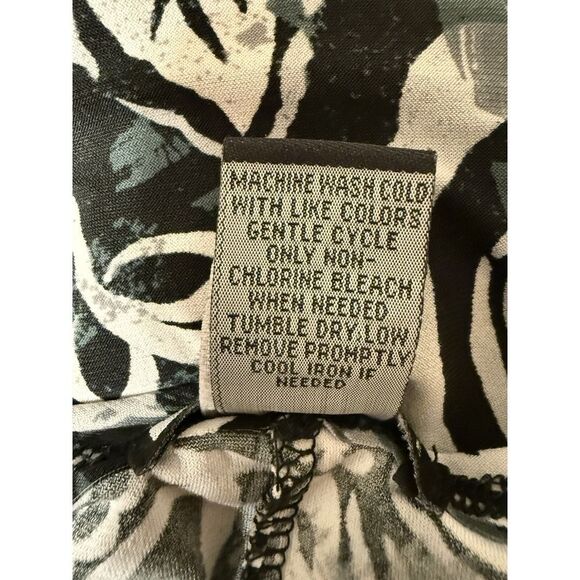 MACHINE WASH COLD
WITH LIKE COLORS
GENTLE CYCLE
ONLY NON-
CHLORINE BLEACH
WHEN NEEDED
TUMBLE DRY LOW
REMOVE PROMPTLY
COOL IRON IF
NEEDED